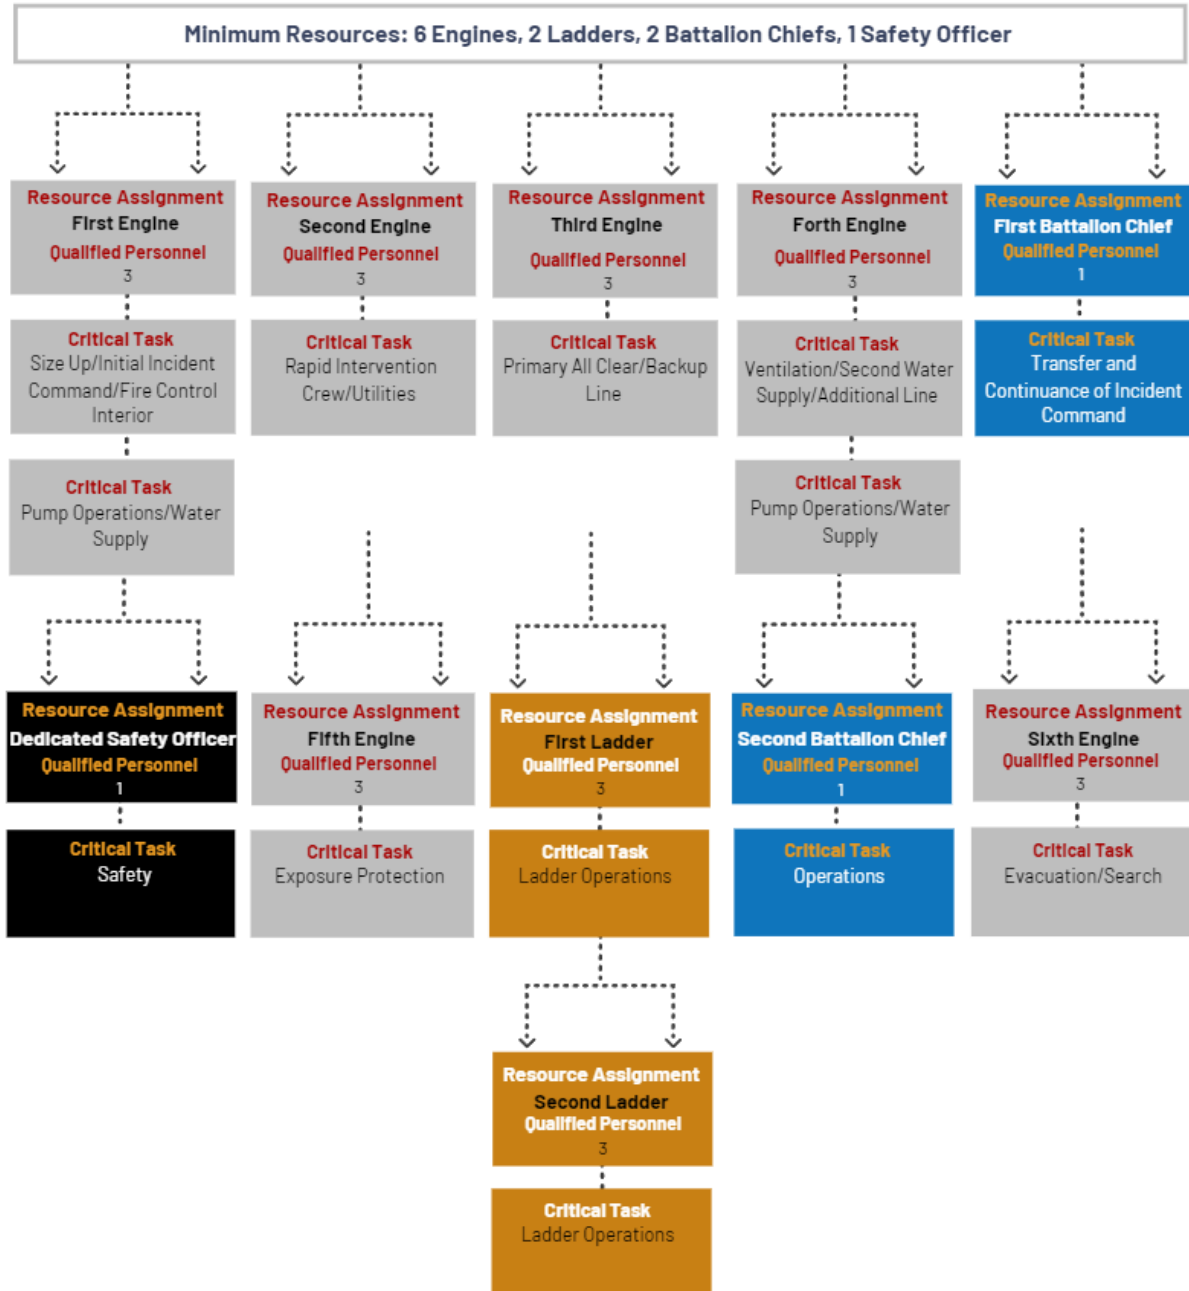 Minimum Resources: 6 Engines, 2 Ladders, 2 Battalion Chiefs, 1 Safety Officer
Resource Assignment
First Engine
Qualified Personnel
3
Critical Task
Size Up/Initial Incident
Command/Fire Control
Interior
Critical Task
Pump Operations/Water
Supply
Resource Assignment
Second Engine
Qualified Personnel
3
Critical Task
Rapid Intervention
Crew/Utilities
Resource Assignment
Third Engine
Qualified Personnel
3
Critical Task
Primary All Clear/Backup
Line
Resource Assignment
Forth Engine
Qualified Personnel
3
Critical Task
Ventilation/Second Water
Supply/Additional Line
Critical Task
Pump Operations/Water
Supply
Resource Assignment
First Battalion Chief
Qualified Personnel
1
Critical Task
Transfer and
Continuance of Incident
Command
Resource Assignment
Dedicated Safety Officer
Qualified Personnel
1
Critical Task
Safety
Resource Assignment
Fifth Engine
Qualified Personnel
3
Critical Task
Exposure Protection
Resource Assignment
First Ladder
Qualified Personnel
3
Critical Task
Ladder Operations
Resource Assignment
Second Battalion Chief
Qualified Personnel
1
Critical Task
Operations
Resource Assignment
Sixth Engine
Qualified Personnel
3
Critical Task
Evacuation/Search
Resource Assignment
Second Ladder
Qualified Personnel
3
Critical Task
Ladder Operations